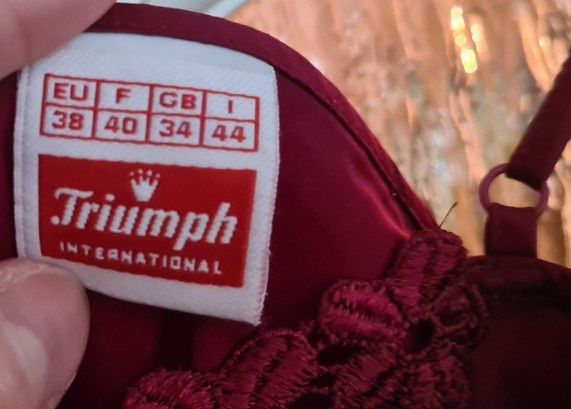 EU F GB I
38 40 34 44
Triumph
INTERNATIONAL